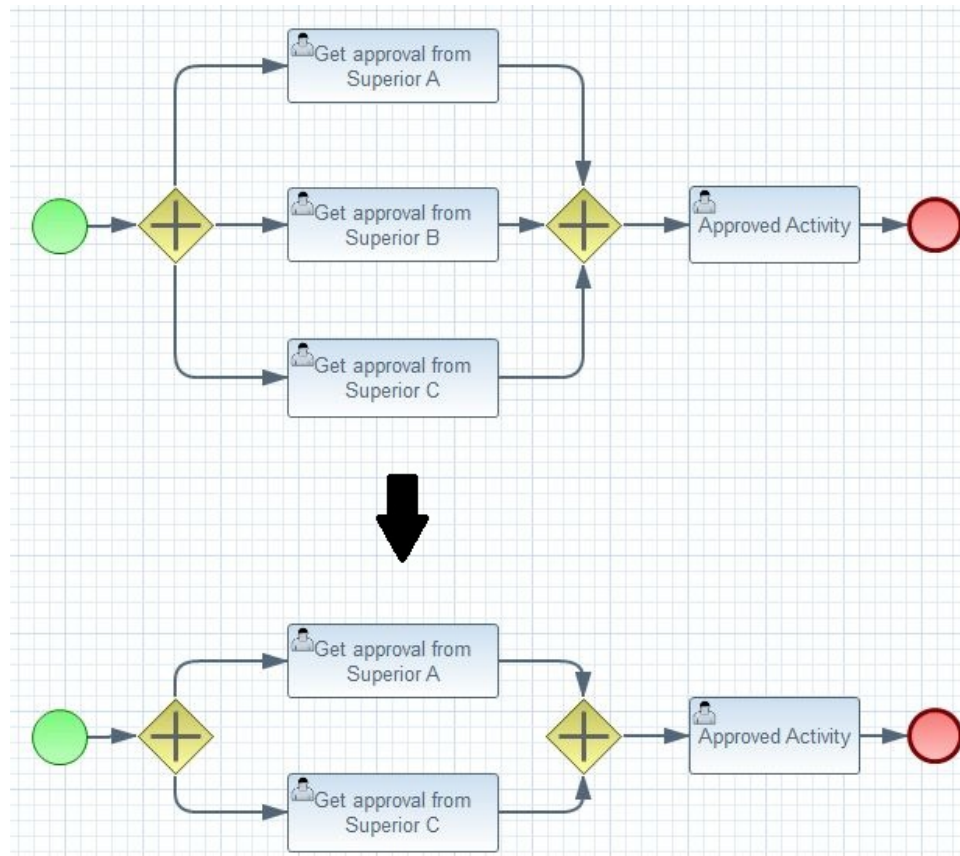 Get approval from
Superior A
Get approval from
Superior B
Approved Activity
Get approval from
Superior C
Get approval from
Superior A
Approved Activity
Get approval from
Superior C